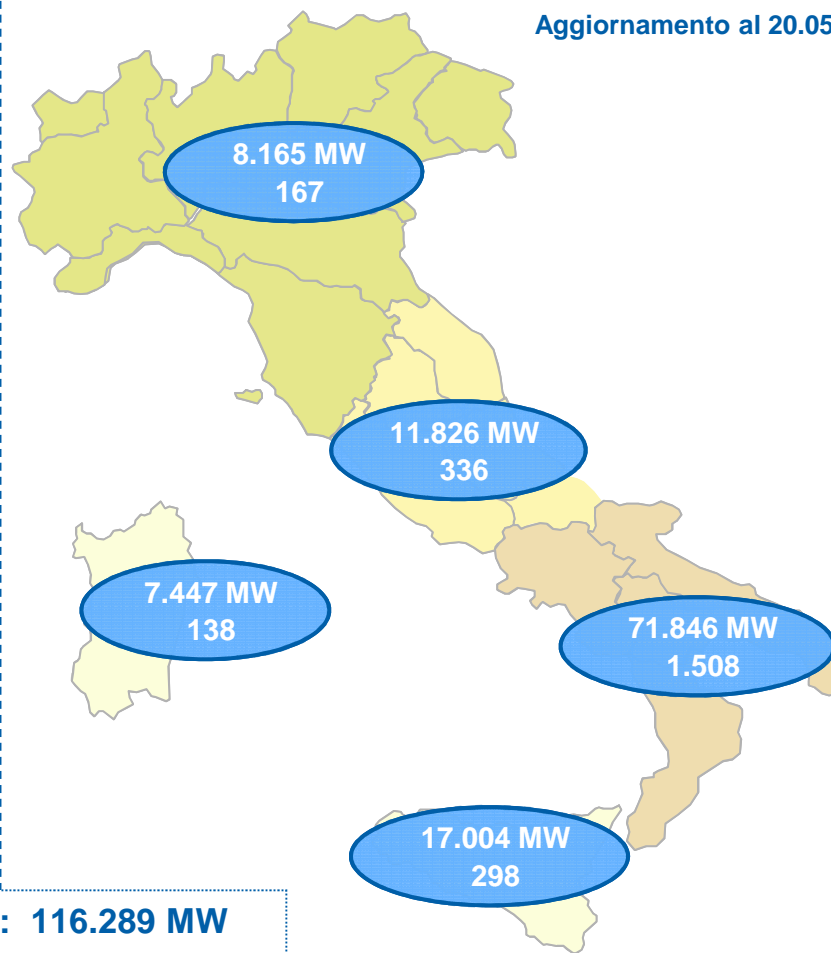 Aggiornamento al 20.05
8.165 MW
167
11.826 MW
336
7.447 MW
138
71.846 MW
1.508
17.004 MW
298
: 116.289 MW